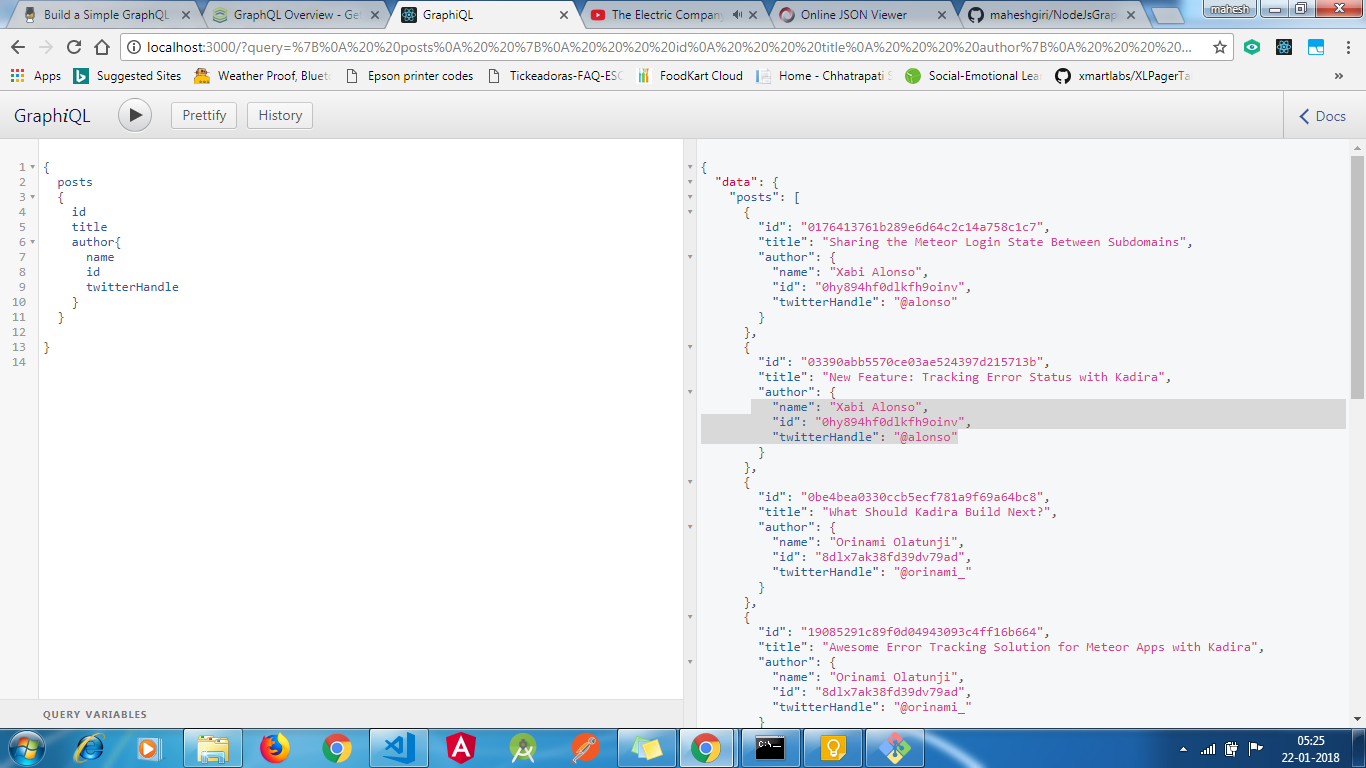 Build a Simple GraphQL
GraphQL Overview - Get
GraphiQL
The Electric Company
Online JSON Viewer
maheshgiri/NodeJsGrap
mahesh
localhost:3000/?query=%7B%0A%20%20posts%0A%20%20%7B%0A%20%20%20%20id%0A%20%20%20%20title%0A%20%20%20%20author%7B%0A%20%20%20%20%20...
Apps
Suggested Sites
Weather Proof, Bluet
Epson printer codes
Tickeadoras-FAQ-ESC
FoodKart Cloud
Home - Chhatrapati S
Social-Emotional Lea
xmartlabs/XLPagerTa
»
GraphiQL
Prettify
History
Docs
1 {
2 posts
3 {
4 id
5 title
6 author{
7 name
8 id
9 twitterHandle
10 }
11 }
12
13 }
14
QUERY VARIABLES
{
"data": {
"posts": [
{
"id": "0176413761b289e6d64c2c14a758c1c7",
"title": "Sharing the Meteor Login State Between Subdomains",
"author": {
"name": "Xabi Alonso",
"id": "0hy894hf0dlkfh9oinv",
"twitterHandle": "@alonso"
}
},
{
"id": "03390abb5570ce03ae524397d215713b",
"title": "New Feature: Tracking Error Status with Kadira",
"author": {
"name": "Xabi Alonso",
"id": "0hy894hf0dlkfh9oinv",
"twitterHandle": "@alonso"
}
},
{
"id": "0be4bea0330ccb5ecf781a9f69a64bc8",
"title": "What Should Kadira Build Next?",
"author": {
"name": "Orinami Olatunji",
"id": "8dlx7ak38fd39dv79ad",
"twitterHandle": "@orinami_"
}
},
{
"id": "19085291c89f0d04943093c4ff16b664",
"title": "Awesome Error Tracking Solution for Meteor Apps with Kadira",
"author": {
"name": "Orinami Olatunji",
"id": "8dlx7ak38fd39dv79ad",
"twitterHandle": "@orinami_"
}
05:25
22-01-2018